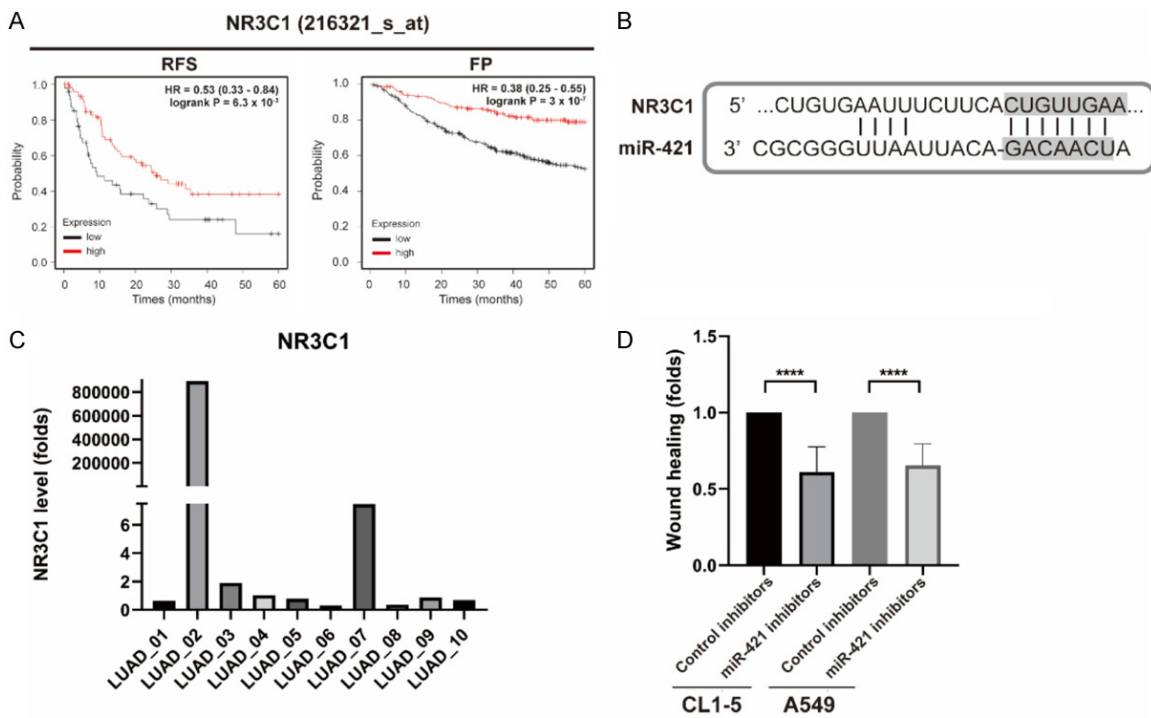 A
NR3C1 (216321_s_at)
RFS
HR = 0.53 (0.33 - 0.84)
logrank P = 6.3 x 10⁻³
Probability
1.0
0.8
0.6
0.4
0.2
0.0
Expression
low
high
0 10 20 30 40 50 60
Times (months)
FP
HR = 0.38 (0.25 - 0.55)
logrank P = 3 x 10⁻⁷
Probability
1.0
0.8
0.6
0.4
0.2
0.0
Expression
low
high
0 10 20 30 40 50 60
Times (months)
B
NR3C1 5' ...CUGUGAAUUUCUUCACUGUUGAA...
miR-421 3' CGCGGGUUAAUUACA-GACAACUA
C
NR3C1
NR3C1 level (folds)
800000
600000
400000
200000
6
4
2
0
LUAD_01
LUAD_02
LUAD_03
LUAD_04
LUAD_05
LUAD_06
LUAD_07
LUAD_08
LUAD_09
LUAD_10
D
Wound healing (folds)
1.5
1.0
0.5
0.0
**** ****
Control inhibitors
miR-421 inhibitors
Control inhibitors
miR-421 inhibitors
CL1-5 A549